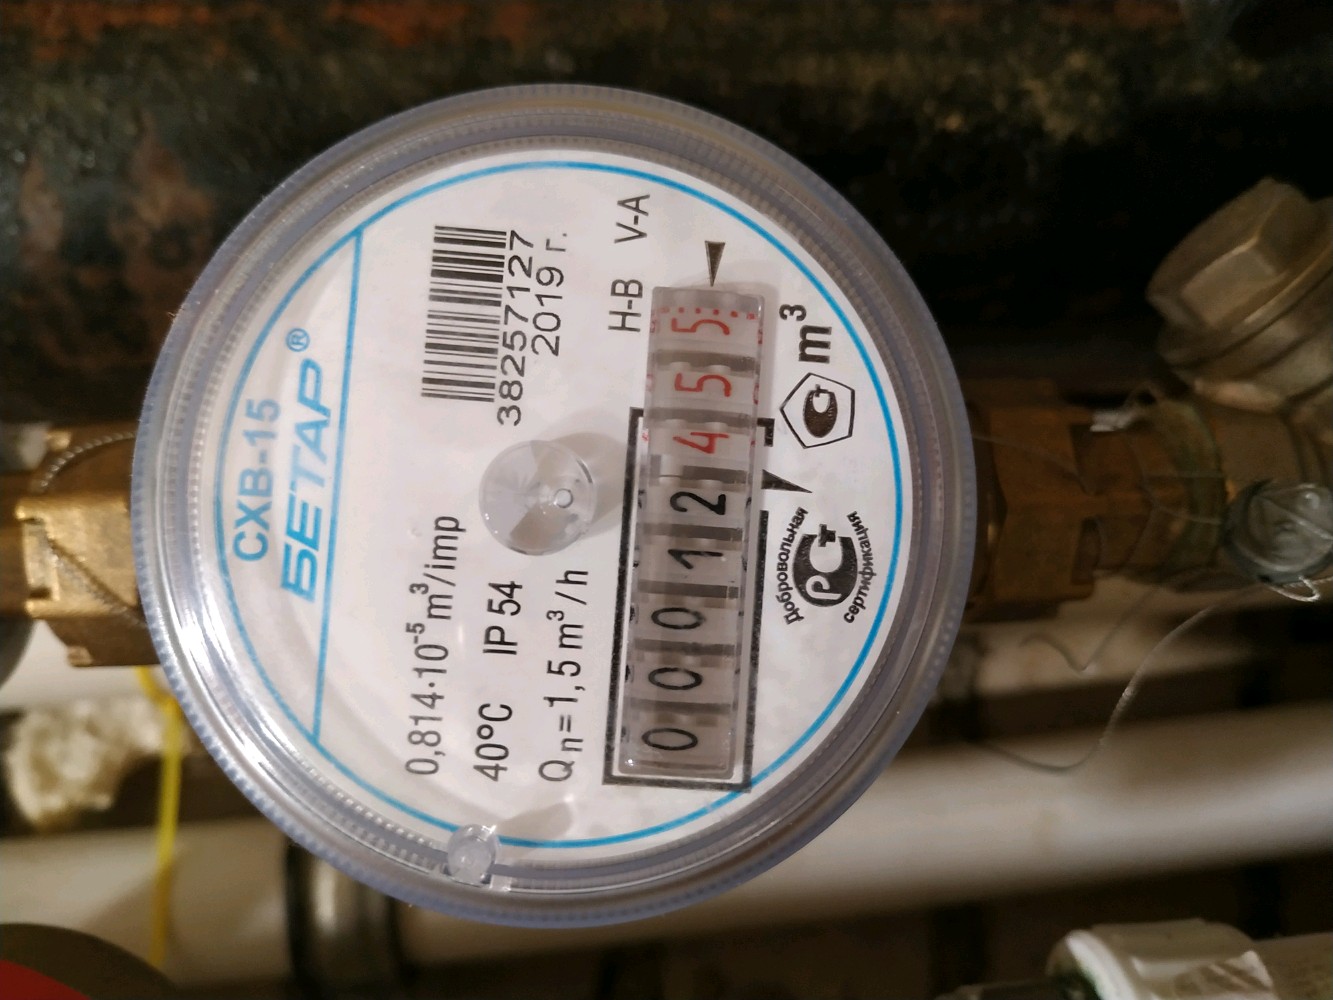 СХВ-15
БЕТАР®
0,814·10⁻⁵m³/imp
40°C IP 54
38257127
2019 г.
Qn=1,5 m³/h
H-B V-A
00012455
m³
Добровольная
РСТ
сертификация